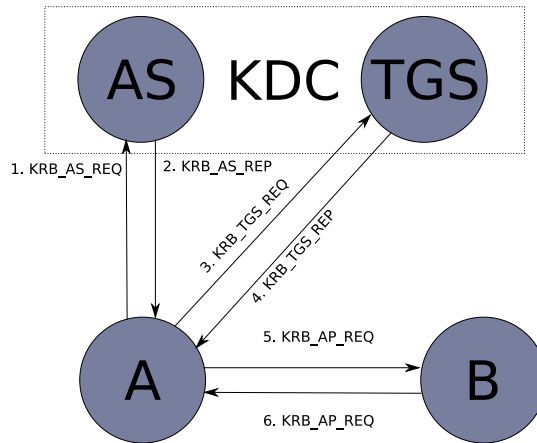 AS KDC TGS
1. KRB_AS_REQ
2. KRB_AS_REP
3. KRB_TGS_REQ
4. KRB_TGS_REP
5. KRB_AP_REQ
A
B
6. KRB_AP_REQ